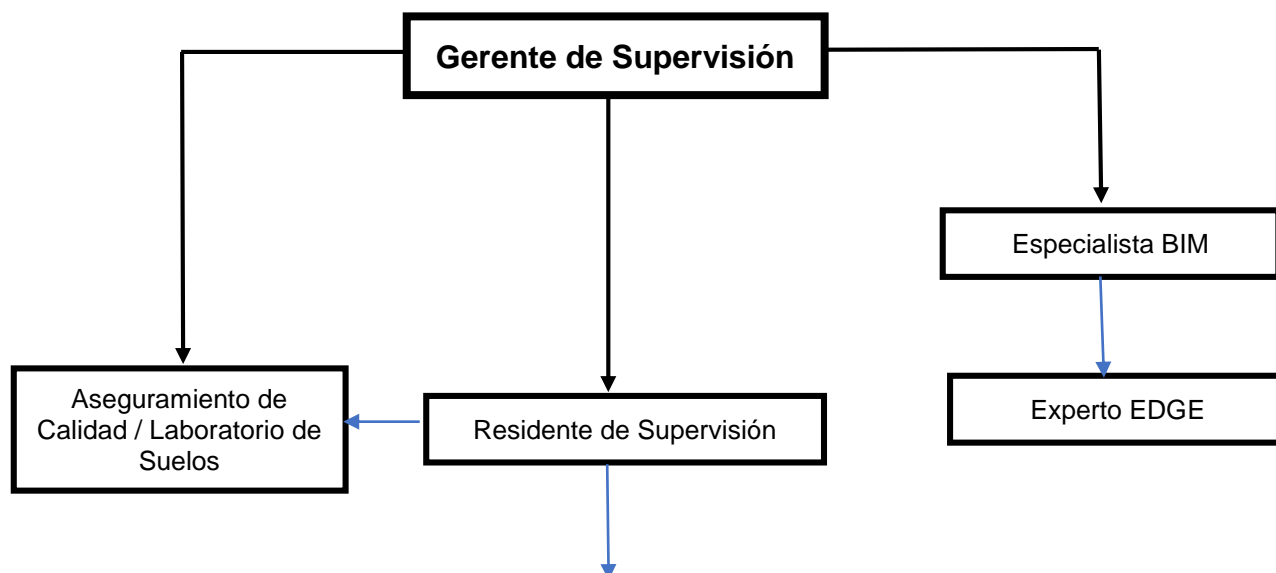 Gerente de Supervisión
Especialista BIM
Aseguramiento de
Calidad / Laboratorio de
Suelos
Residente de Supervisión
Experto EDGE